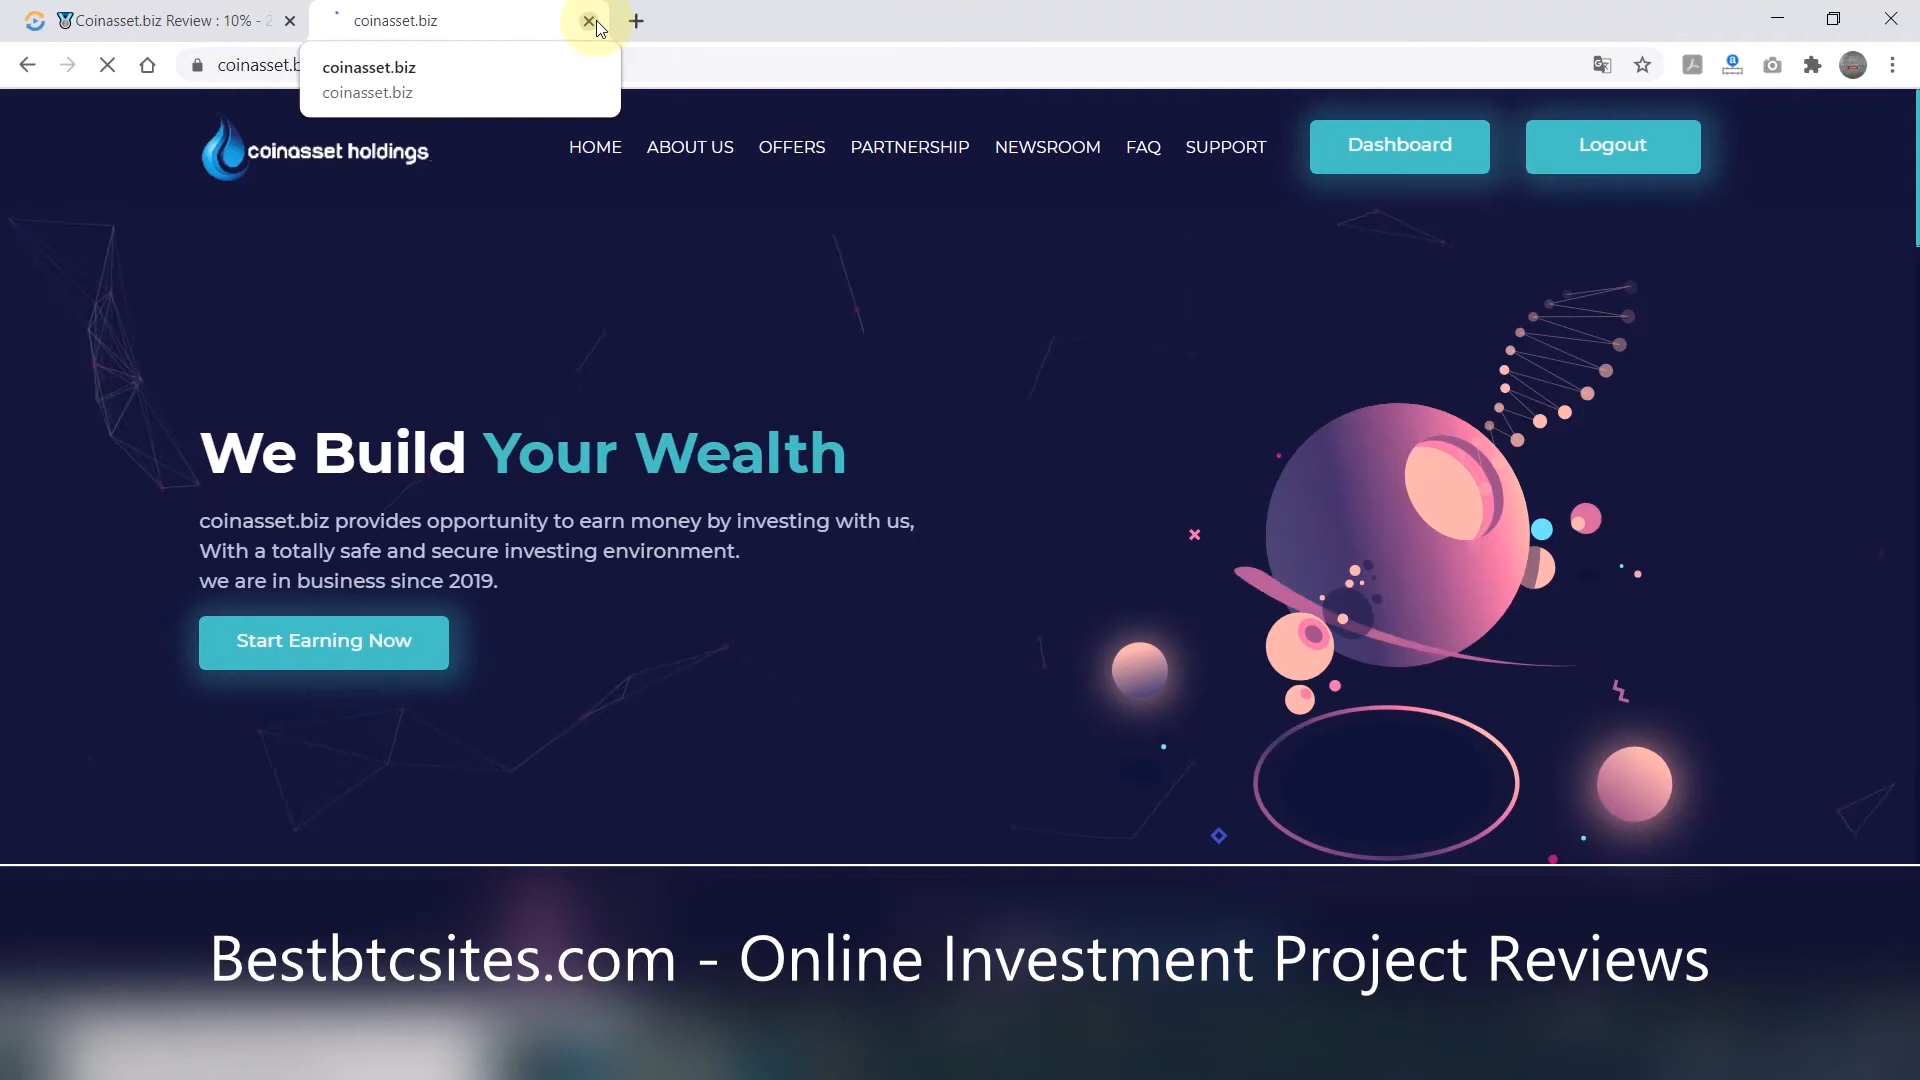 Coinasset.biz Review : 10% - 2
coinasset.biz
coinasset.b
coinasset.biz
coinasset.biz
coinasset holdings
HOME
ABOUT US
OFFERS
PARTNERSHIP
NEWSROOM
FAQ
SUPPORT
Dashboard
Logout
We Build Your Wealth
coinasset.biz provides opportunity to earn money by investing with us,
With a totally safe and secure investing environment.
we are in business since 2019.
Start Earning Now
Bestbtcsites.com - Online Investment Project Reviews